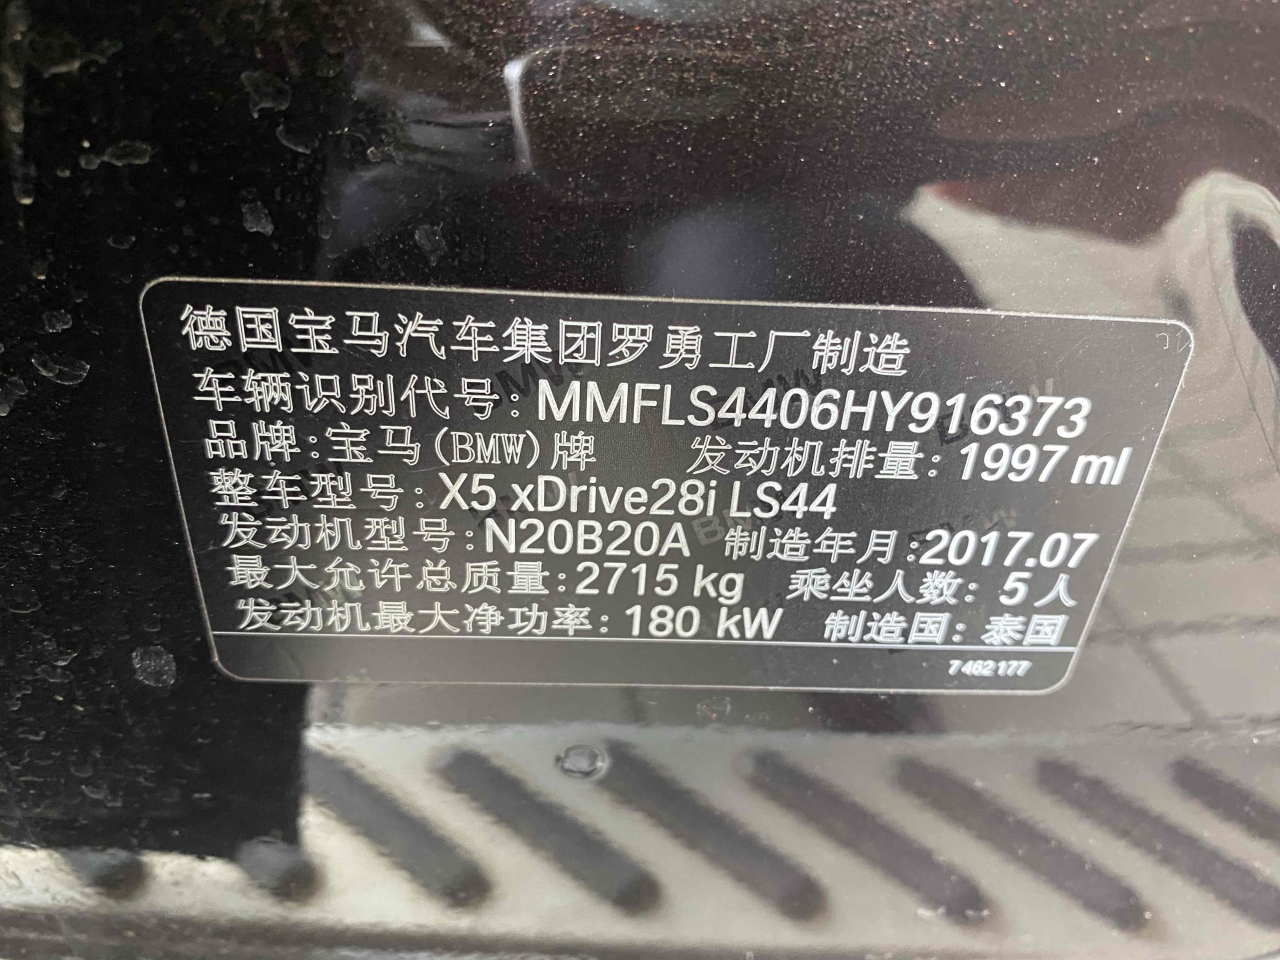 德国宝马汽车集团罗勇工厂制造
车辆识别代号: MMFLS4406HY916373
品牌: 宝马(BMW)牌 发动机排量: 1997 ml
整车型号: X5 xDrive28i LS44
发动机型号: N20B20A 制造年月: 2017.07
最大允许总质量: 2715 kg 乘坐人数: 5人
发动机最大净功率: 180 kW 制造国: 泰国
7 462 177